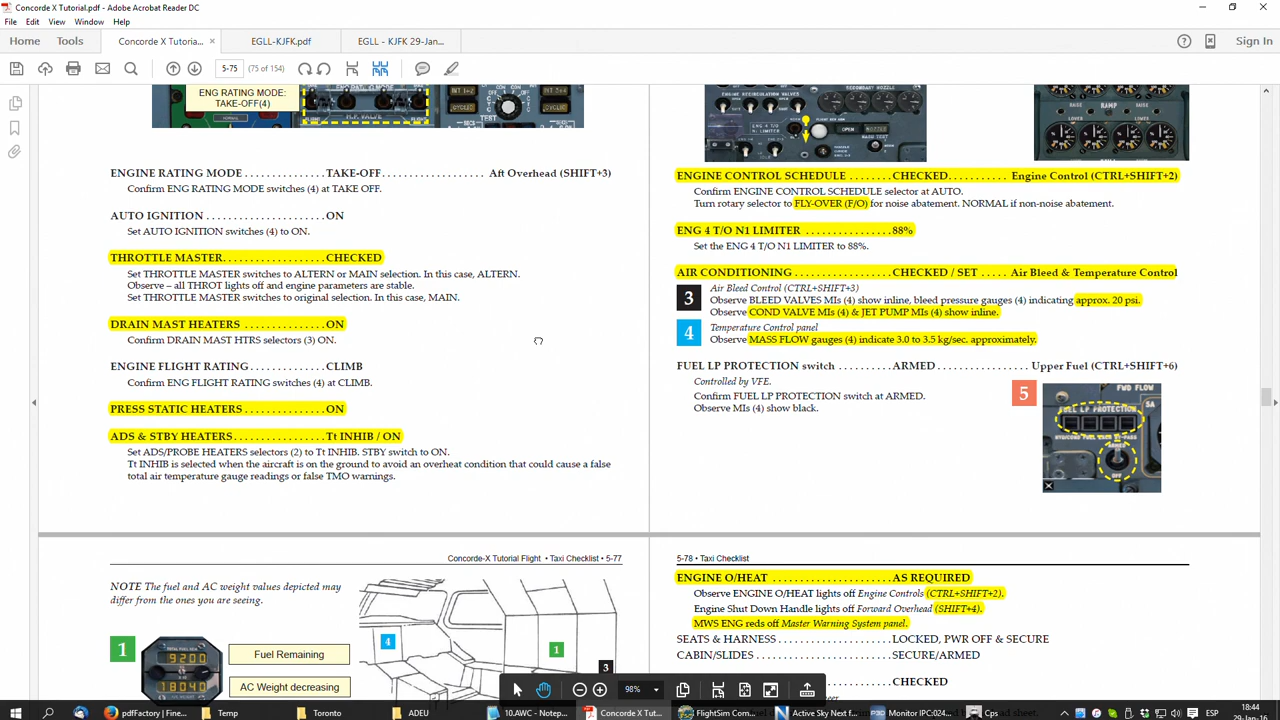 Concorde X Tutorial.pdf - Adobe Acrobat Reader DC
File Edit View Window Help
Home Tools Concorde X Tutoria... × EGLL-KJFK.pdf EGLL - KJFK 29-Jan... Sign In
5-75 (75 of 154)
ENG RATING MODE:
TAKE-OFF(4)
ENGINE RATING MODE . . . . . . . . . . . . . . . TAKE-OFF. . . . . . . . . . . . . . . . . . . Aft Overhead (SHIFT+3)
Confirm ENG RATING MODE switches (4) at TAKE OFF.
AUTO IGNITION . . . . . . . . . . . . . . . . . . . . . . ON
Set AUTO IGNITION switches (4) to ON.
THROTTLE MASTER. . . . . . . . . . . . . . . . . . . CHECKED
Set THROTTLE MASTER switches to ALTERN or MAIN selection. In this case, ALTERN.
Observe – all THROT lights off and engine parameters are stable.
Set THROTTLE MASTER switches to original selection. In this case, MAIN.
DRAIN MAST HEATERS . . . . . . . . . . . . . . . ON
Confirm DRAIN MAST HTRS selectors (3) ON.
ENGINE FLIGHT RATING . . . . . . . . . . . . . . CLIMB
Confirm ENG FLIGHT RATING switches (4) at CLIMB.
PRESS STATIC HEATERS . . . . . . . . . . . . . . . ON
ADS & STBY HEATERS . . . . . . . . . . . . . . . . . Tt INHIB / ON
Set ADS/PROBE HEATERS selectors (2) to Tt INHIB. STBY switch to ON.
Tt INHIB is selected when the aircraft is on the ground to avoid an overheat condition that could cause a false
total air temperature gauge readings or false TMO warnings.
SECONDARY NOZZLE
ENGINE RECIRCULATION VALVES
OPEN
RAISE RAMP RAISE
LOWER LOWER
ENGINE CONTROL SCHEDULE . . . . . . . . CHECKED. . . . . . . . . . . Engine Control (CTRL+SHIFT+2)
Confirm ENGINE CONTROL SCHEDULE selector at AUTO.
Turn rotary selector to FLY-OVER (F/O) for noise abatement. NORMAL if non-noise abatement.
ENG 4 T/O N1 LIMITER . . . . . . . . . . . . . . . . 88%
Set the ENG 4 T/O N1 LIMITER to 88%.
AIR CONDITIONING . . . . . . . . . . . . . . . . . . CHECKED / SET . . . . . Air Bleed & Temperature Control
3 Air Bleed Control (CTRL+SHIFT+3)
Observe BLEED VALVES MIs (4) show inline, bleed pressure gauges (4) indicating approx. 20 psi.
Observe COND VALVE MIs (4) & JET PUMP MIs (4) show inline.
4 Temperature Control panel
Observe MASS FLOW gauges (4) indicate 3.0 to 3.5 kg/sec. approximately.
FUEL LP PROTECTION switch . . . . . . . . . ARMED . . . . . . . . . . . . . . . . . Upper Fuel (CTRL+SHIFT+6)
Controlled by VFE.
Confirm FUEL LP PROTECTION switch at ARMED.
Observe MIs (4) show black.
5
FWD FLOW
FUEL LP PROTECTION 5A
ARMED
OFF
Concorde-X Tutorial Flight • Taxi Checklist • 5-77
NOTE The fuel and AC weight values depicted may
differ from the ones you are seeing.
1
9200
18040
Fuel Remaining
AC Weight decreasing
4
1
3
5-78 • Taxi Checklist
ENGINE O/HEAT . . . . . . . . . . . . . . . . . . . . . . AS REQUIRED
Observe ENGINE O/HEAT lights off Engine Controls (CTRL+SHIFT+2).
Engine Shut Down Handle lights off Forward Overhead (SHIFT+4).
MWS ENG reds off Master Warning System panel.
SEATS & HARNESS . . . . . . . . . . . . . . . . . . . . . LOCKED, PWR OFF & SECURE
CABIN/SLIDES . . . . . . . . . . . . . . . . . . . . . . . . . SECURE/ARMED
CHECKED
98%
pdfFactory | Fine... Temp Toronto ADEU 10.AWC - Notep... Concorde X Tut... FlightSim Com... Active Sky Next f... Monitor IPC:024... Cps ESP 18:44
29-Jan-16